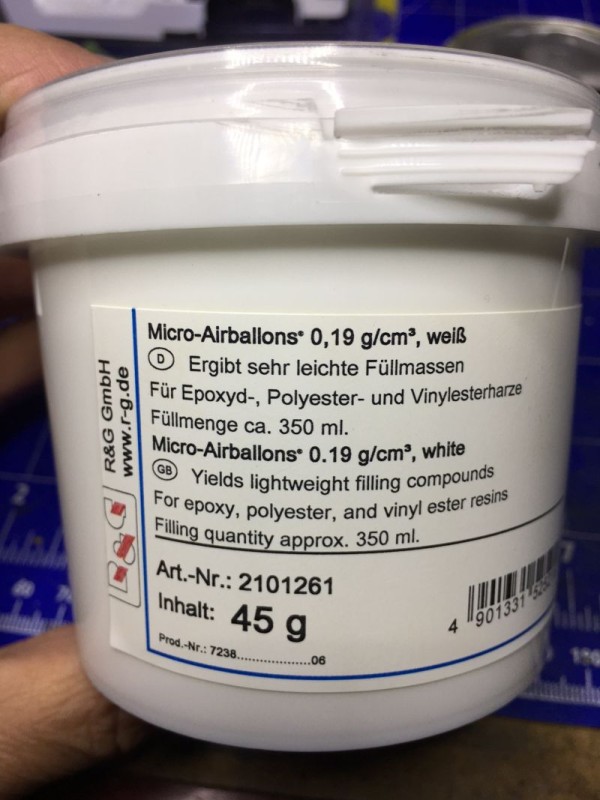 Micro-Airballons® 0,19 g/cm³, weiß
D Ergibt sehr leichte Füllmassen
Für Epoxyd-, Polyester- und Vinylesterharze
Füllmenge ca. 350 ml.
Micro-Airballons® 0.19 g/cm³, white
GB Yields lightweight filling compounds
For epoxy, polyester, and vinyl ester resins
Filling quantity approx. 350 ml.
Art.-Nr.: 2101261
Inhalt: 45 g
Prod.-Nr.: 7238....................06
R&G GmbH
www.r-g.de
R&G
4 901331